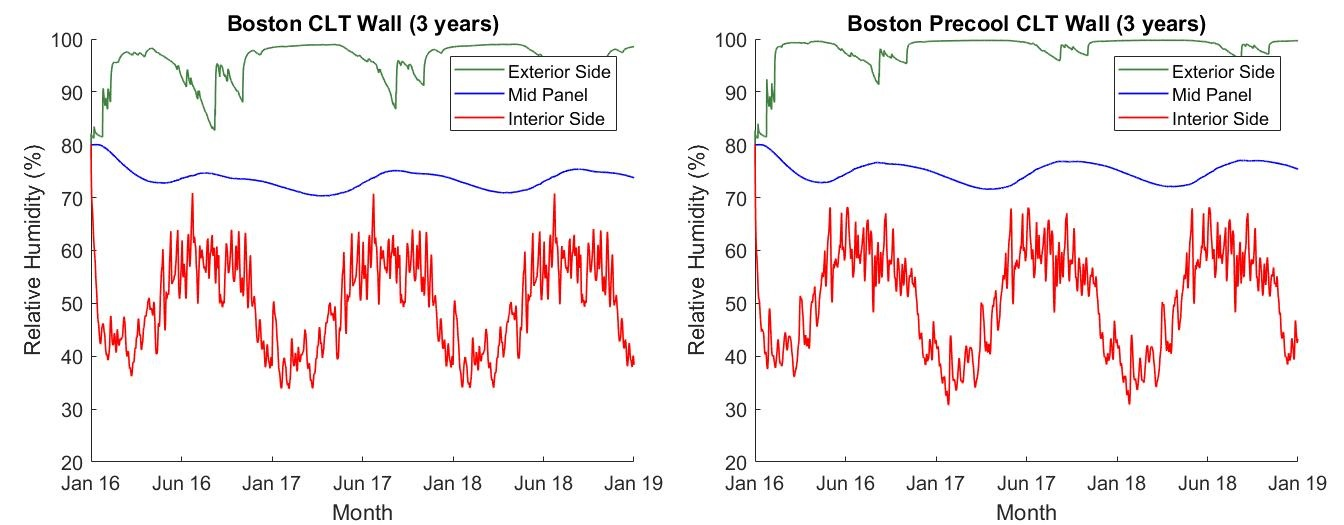 Boston CLT Wall (3 years)
100
90
80
70
60
50
40
30
20
Relative Humidity (%)
Exterior Side
Mid Panel
Interior Side
Jan 16 Jun 16 Jan 17 Jun 17 Jan 18 Jun 18 Jan 19
Month
Boston Precool CLT Wall (3 years)
100
90
80
70
60
50
40
30
20
Relative Humidity (%)
Exterior Side
Mid Panel
Interior Side
Jan 16 Jun 16 Jan 17 Jun 17 Jan 18 Jun 18 Jan 19
Month